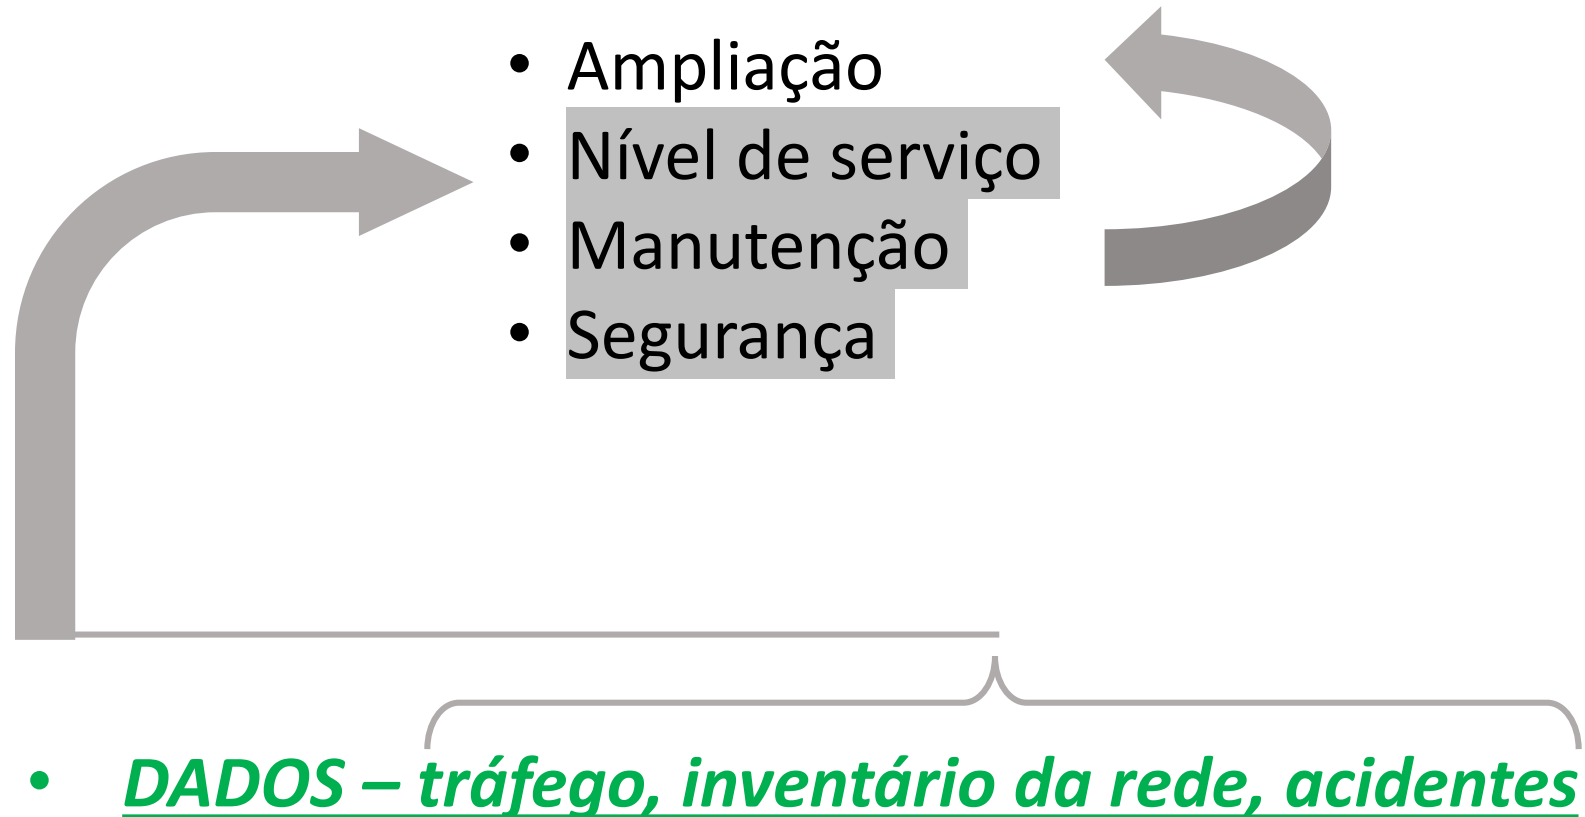 • Ampliação
• Nível de serviço
• Manutenção
• Segurança
• DADOS – tráfego, inventário da rede, acidentes